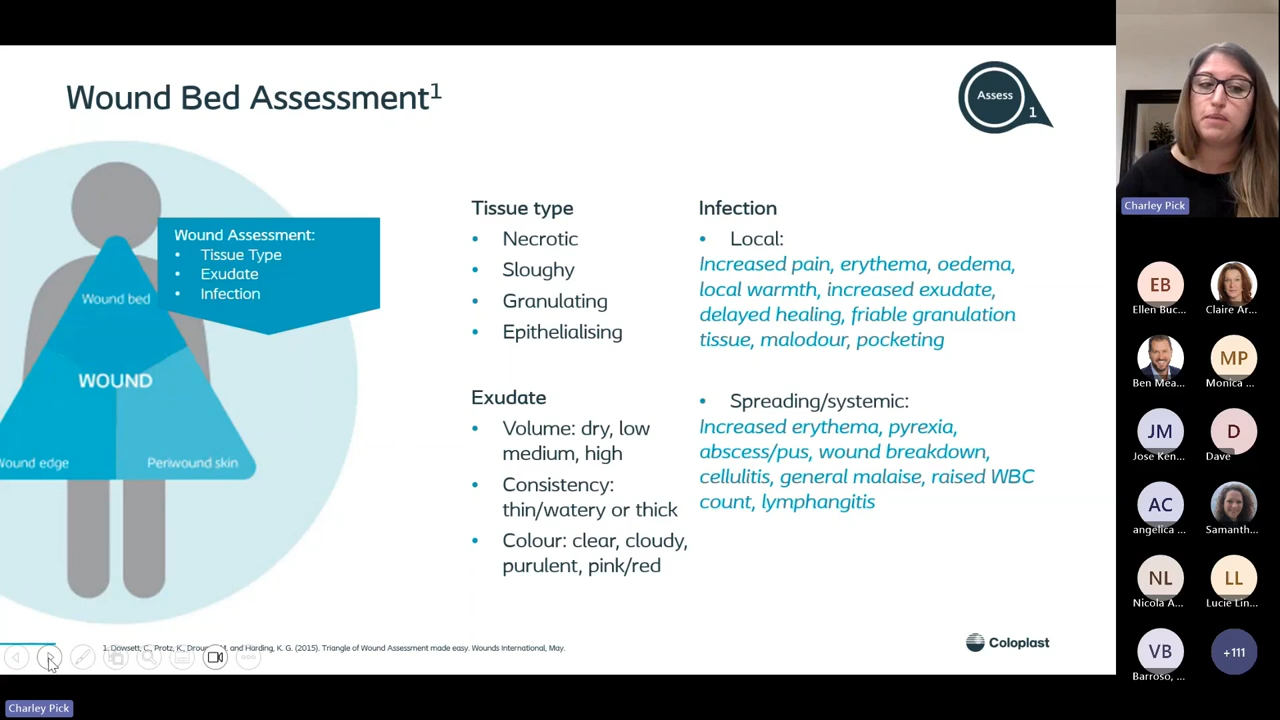 Wound Bed Assessment1
Assess
1
Wound Assessment:
• Tissue Type
• Exudate
• Infection
Wound bed
WOUND
Wound edge
Periwound skin
Tissue type
• Necrotic
• Sloughy
• Granulating
• Epithelialising
Exudate
• Volume: dry, low
medium, high
• Consistency:
thin/watery or thick
• Colour: clear, cloudy,
purulent, pink/red
Infection
• Local:
Increased pain, erythema, oedema,
local warmth, increased exudate,
delayed healing, friable granulation
tissue, malodour, pocketing
• Spreading/systemic:
Increased erythema, pyrexia,
abscess/pus, wound breakdown,
cellulitis, general malaise, raised WBC
count, lymphangitis
1. Dowsett, C., Protz, K., and Harding, K. G. (2015). Triangle of Wound Assessment made easy. Wounds International, May.
Coloplast
Charley Pick
Charley Pick
EB
Ellen Buc...
Claire Ar...
Ben Mea...
MP
Monica ...
JM
Jose Ken...
D
Dave
AC
angelica ...
Samanth...
NL
Nicola A...
LL
Lucie Lin...
VB
Barroso, ...
+111